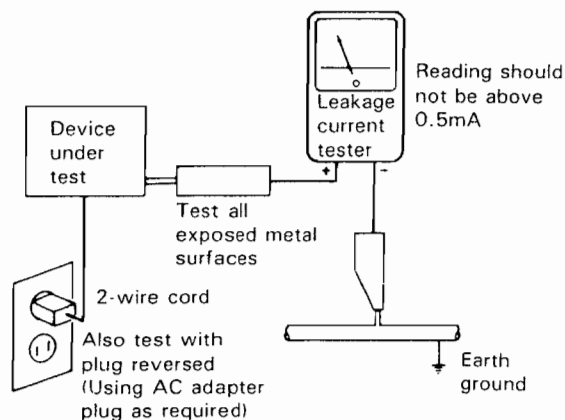 Device
under
test
Leakage
current
tester
+ -
Reading should
not be above
0.5mA
Test all
exposed metal
surfaces
2-wire cord
Also test with
plug reversed
(Using AC adapter
plug as required)
Earth
ground